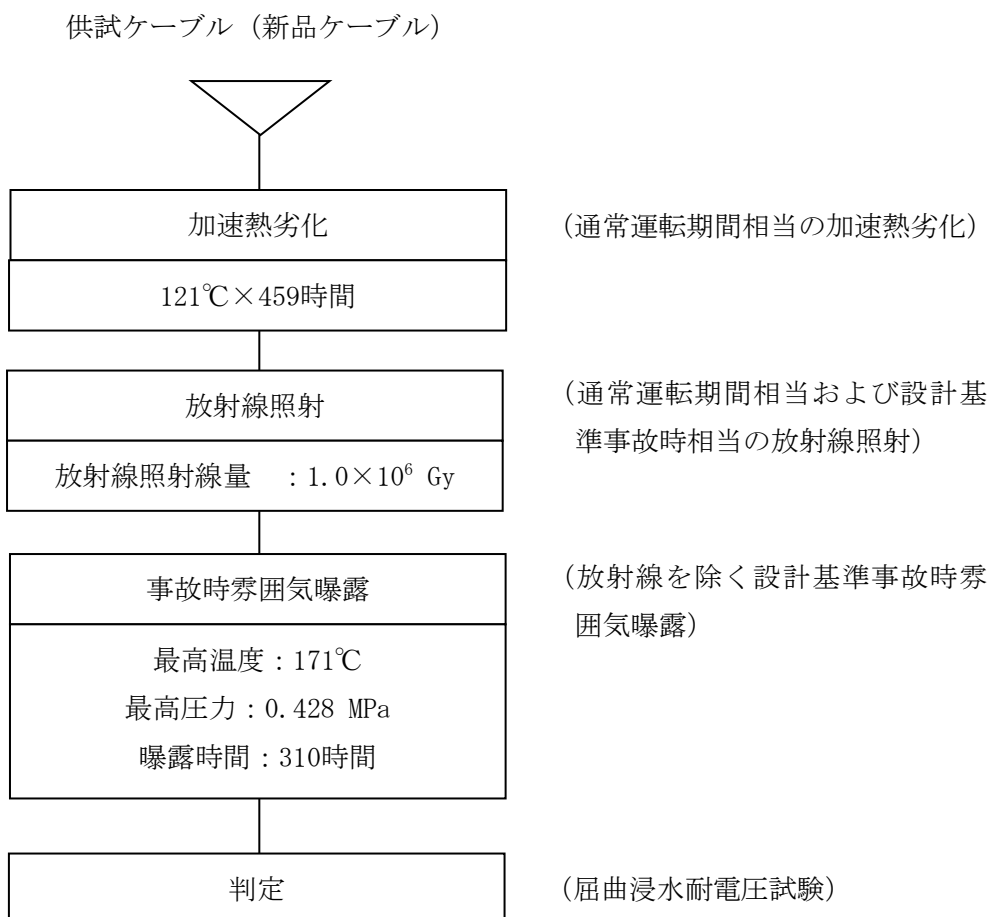 供試ケーブル（新品ケーブル）
加速熱劣化
（通常運転期間相当の加速熱劣化）
121℃×459時間
放射線照射
（通常運転期間相当および設計基
準事故時相当の放射線照射）
放射線照射線量　：1.0×10⁶ Gy
事故時雰囲気曝露
（放射線を除く設計基準事故時雰
囲気曝露）
最高温度：171℃
最高圧力：0.428 MPa
曝露時間：310時間
判定
（屈曲浸水耐電圧試験）